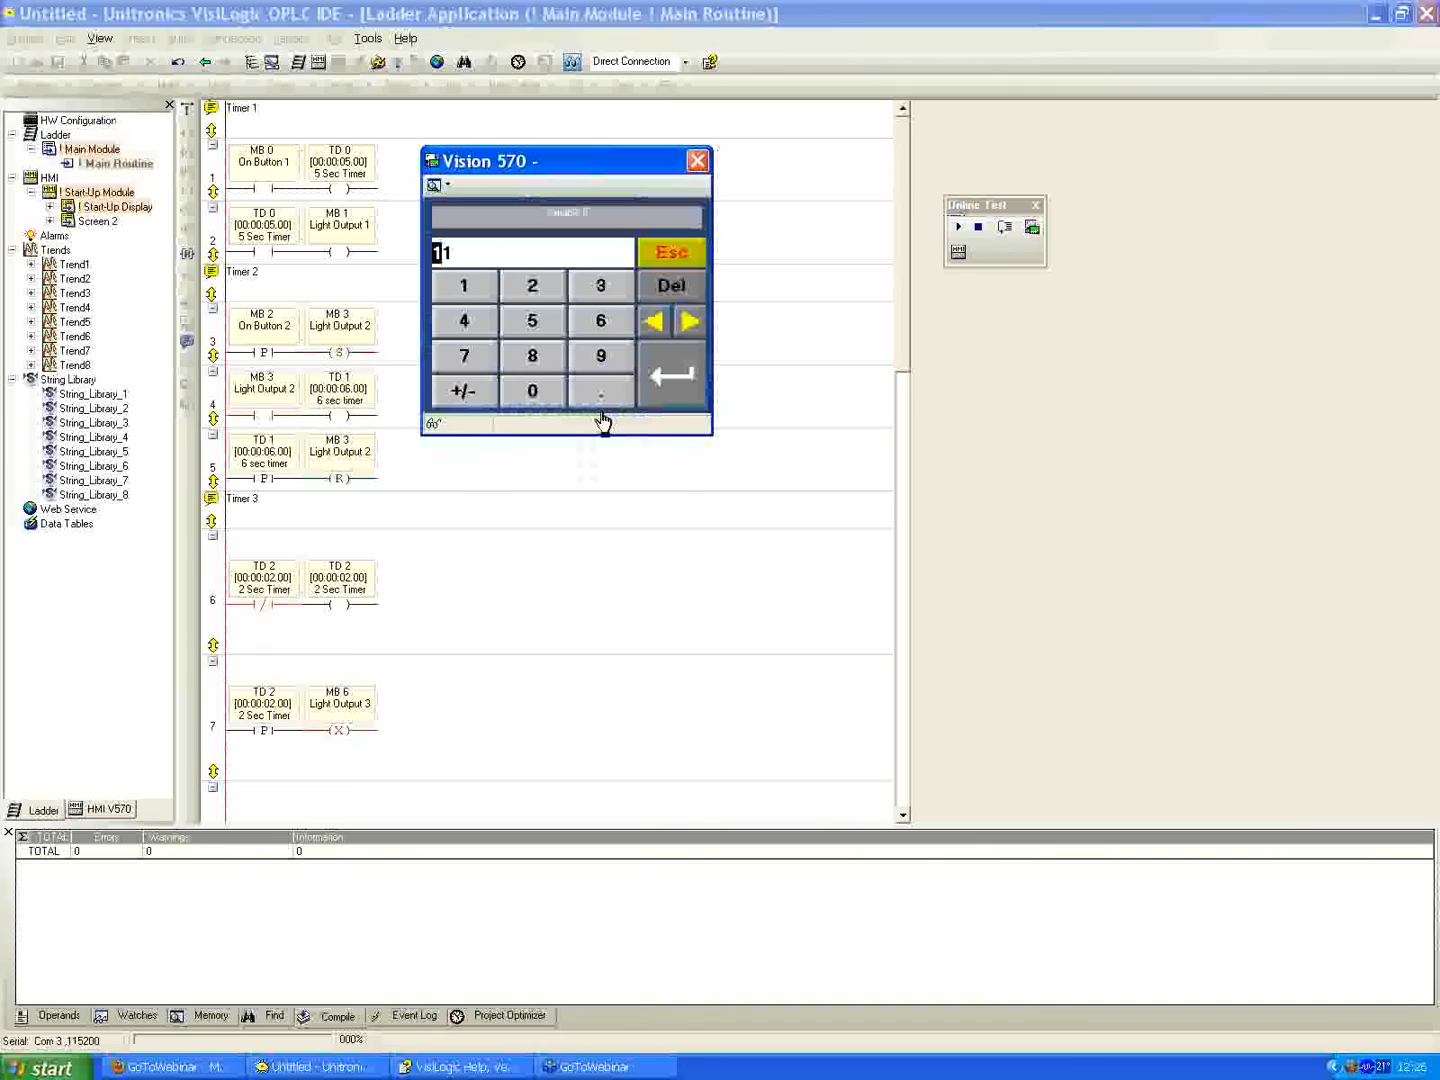 Untitled - Unitronics VisiLogic OPLC IDE - [Ladder Application (! Main Module ! Main Routine)]
View Tools Help
Direct Connection
HW Configuration
Ladder
! Main Module
! Main Routine
HMI
! Start-Up Module
! Start-Up Display
Screen 2
Alarms
Trends
Trend1
Trend2
Trend3
Trend4
Trend5
Trend6
Trend7
Trend8
String Library
String_Library_1
String_Library_2
String_Library_3
String_Library_4
String_Library_5
String_Library_6
String_Library_7
String_Library_8
Web Service
Data Tables
Ladder HMI V570
Timer 1
1
MB 0
On Button 1
TD 0
[00:00:05.00]
5 Sec Timer
2
TD 0
[00:00:05.00]
5 Sec Timer
MB 1
Light Output 1
Timer 2
3
MB 2
On Button 2
P
MB 3
Light Output 2
S
4
MB 3
Light Output 2
TD 1
[00:00:06.00]
6 sec timer
5
TD 1
[00:00:06.00]
6 sec timer
P
MB 3
Light Output 2
R
Timer 3
6
TD 2
[00:00:02.00]
2 Sec Timer
TD 2
[00:00:02.00]
2 Sec Timer
7
TD 2
[00:00:02.00]
2 Sec Timer
P
MB 6
Light Output 3
X
Vision 570 -
11 Esc
1 2 3 Del
4 5 6
7 8 9
+/- 0 .
Online Test
TOTAL Errors Warnings Information
TOTAL 0 0 0
Operands Watches Memory Find Compile Event Log Project Optimizer
Serial: Com 3 ,115200 000%
start GoToWebinar M... Untitled - Unitroni... VisiLogic Help, Ve... GoToWebinar 21° 12:26